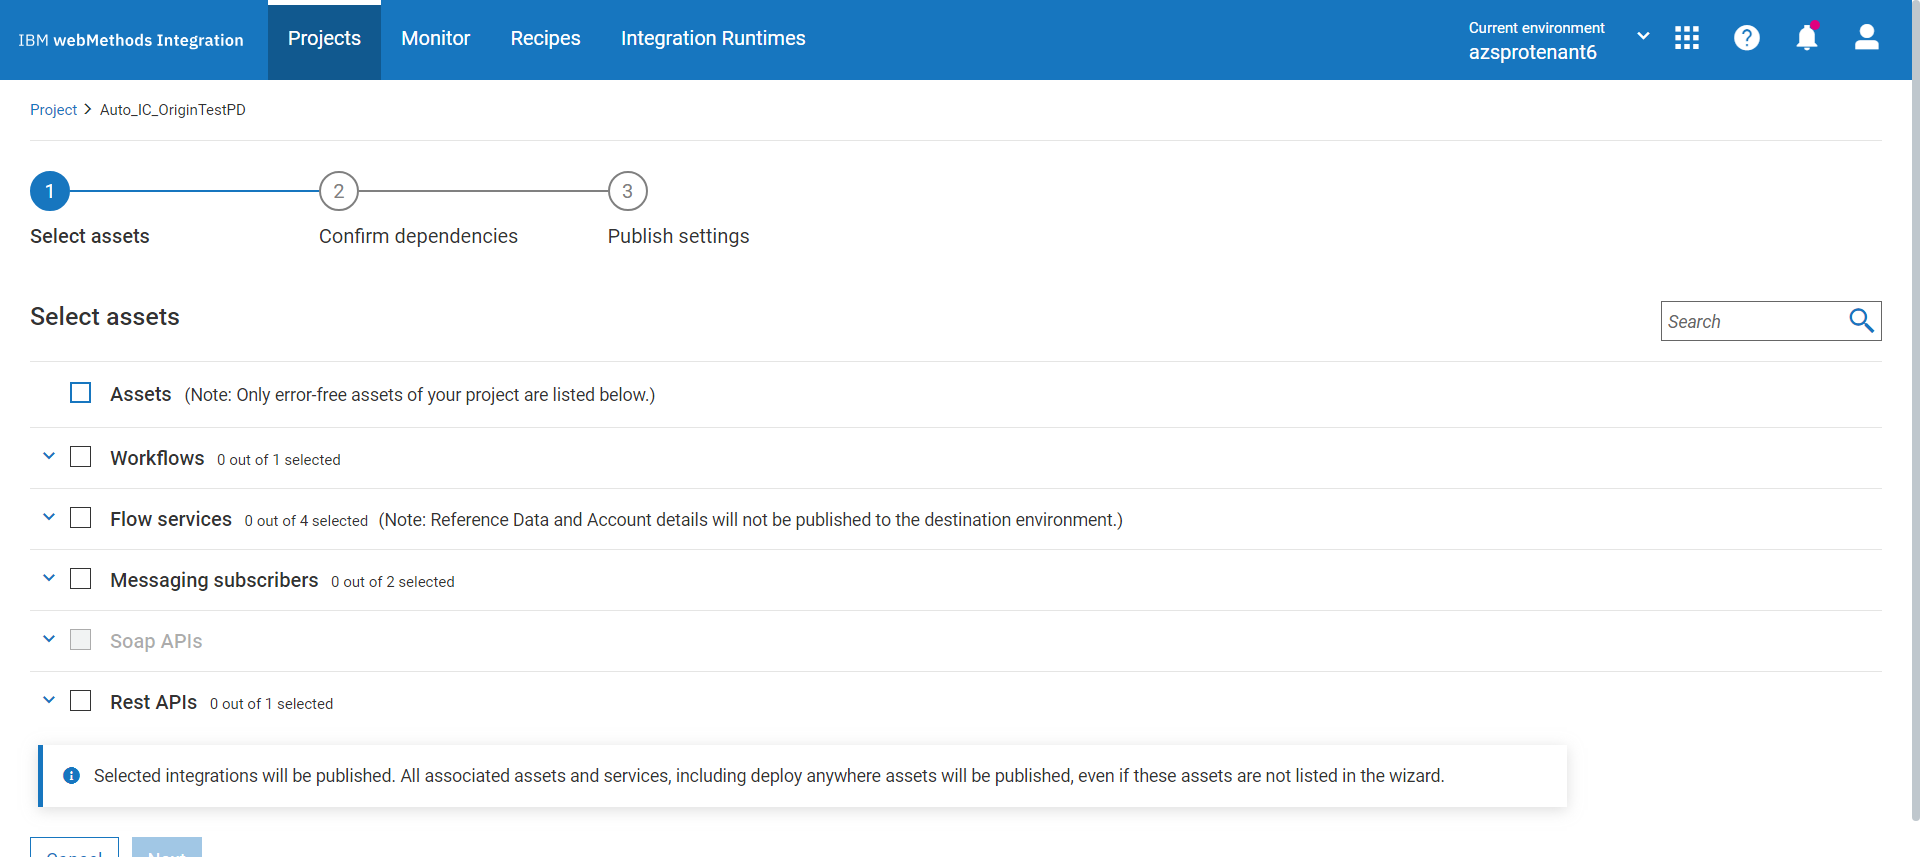 IBM webMethods Integration
Projects
Monitor
Recipes
Integration Runtimes
Current environment
azsprotenant6
?
Project > Auto_IC_OriginTestPD
1
2
3
Select assets
Confirm dependencies
Publish settings
Select assets
Search
Assets (Note: Only error-free assets of your project are listed below.)
Workflows 0 out of 1 selected
Flow services 0 out of 4 selected (Note: Reference Data and Account details will not be published to the destination environment.)
Messaging subscribers 0 out of 2 selected
Soap APIs
Rest APIs 0 out of 1 selected
Selected integrations will be published. All associated assets and services, including deploy anywhere assets will be published, even if these assets are not listed in the wizard.
Cancel
Next